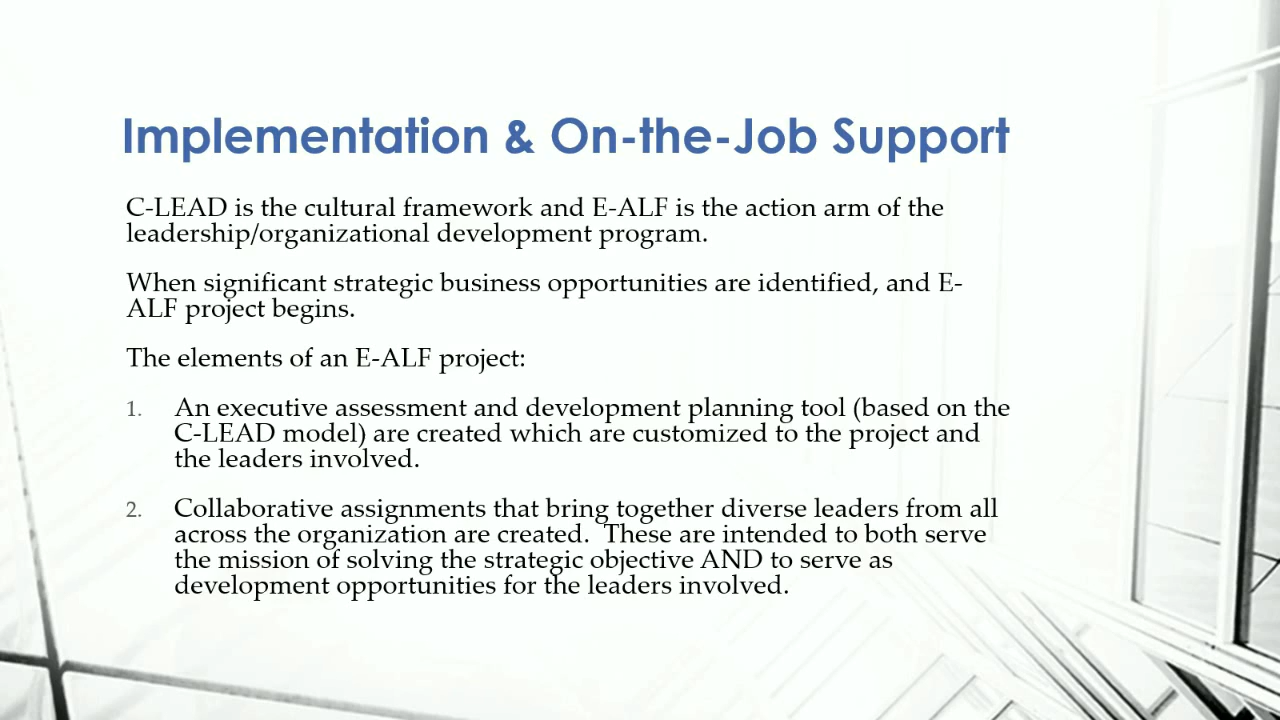 Implementation & On-the-Job Support
C-LEAD is the cultural framework and E-ALF is the action arm of the
leadership/organizational development program.
When significant strategic business opportunities are identified, and E-
ALF project begins.
The elements of an E-ALF project:
1. An executive assessment and development planning tool (based on the
C-LEAD model) are created which are customized to the project and
the leaders involved.
2. Collaborative assignments that bring together diverse leaders from all
across the organization are created.  These are intended to both serve
the mission of solving the strategic objective AND to serve as
development opportunities for the leaders involved.